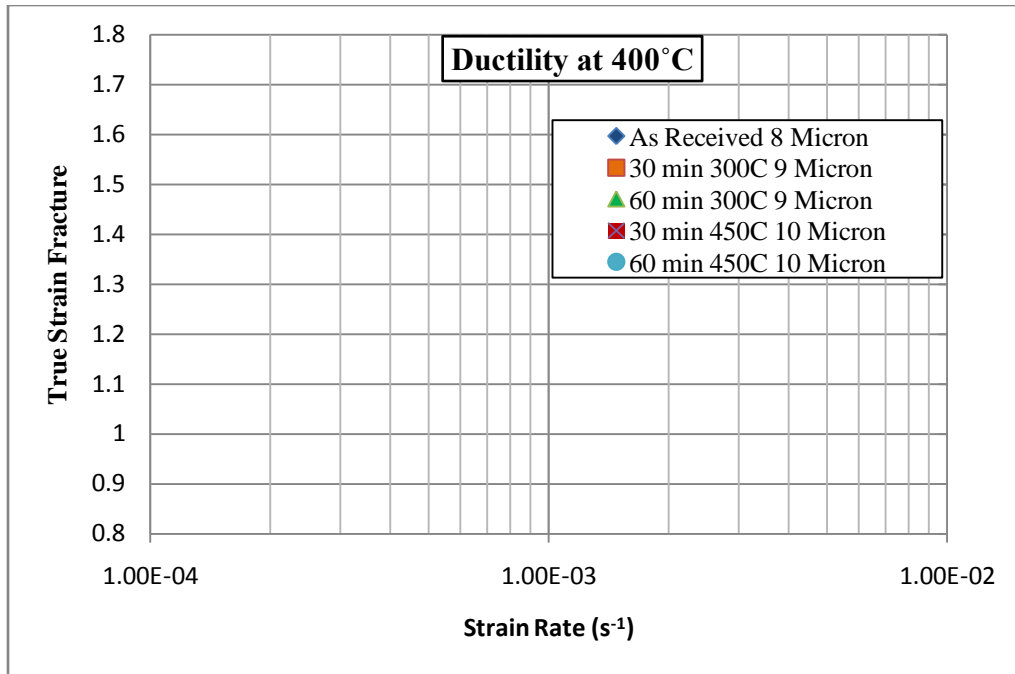 Ductility at 400˚C
1.8
1.7
1.6
1.5
1.4
1.3
1.2
1.1
1
0.9
0.8
True Strain Fracture
As Received 8 Micron
30 min 300C 9 Micron
60 min 300C 9 Micron
30 min 450C 10 Micron
60 min 450C 10 Micron
1.00E-04 1.00E-03 1.00E-02
Strain Rate (s⁻¹)